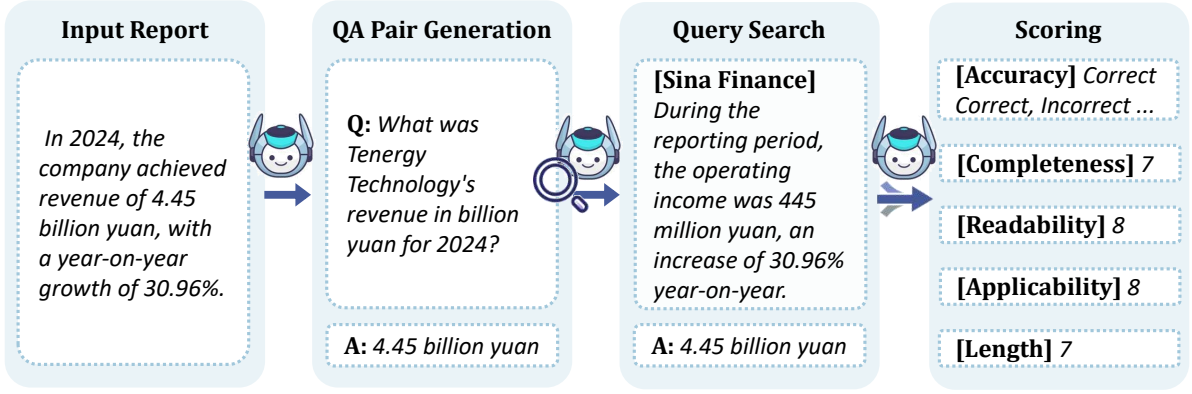 Input Report
In 2024, the
company achieved
revenue of 4.45
billion yuan, with
a year-on-year
growth of 30.96%.
QA Pair Generation
Q: What was
Tenergy
Technology's
revenue in billion
yuan for 2024?
A: 4.45 billion yuan
Query Search
[Sina Finance]
During the
reporting period,
the operating
income was 445
million yuan, an
increase of 30.96%
year-on-year.
A: 4.45 billion yuan
Scoring
[Accuracy] Correct
Correct, Incorrect ...
[Completeness] 7
[Readability] 8
[Applicability] 8
[Length] 7